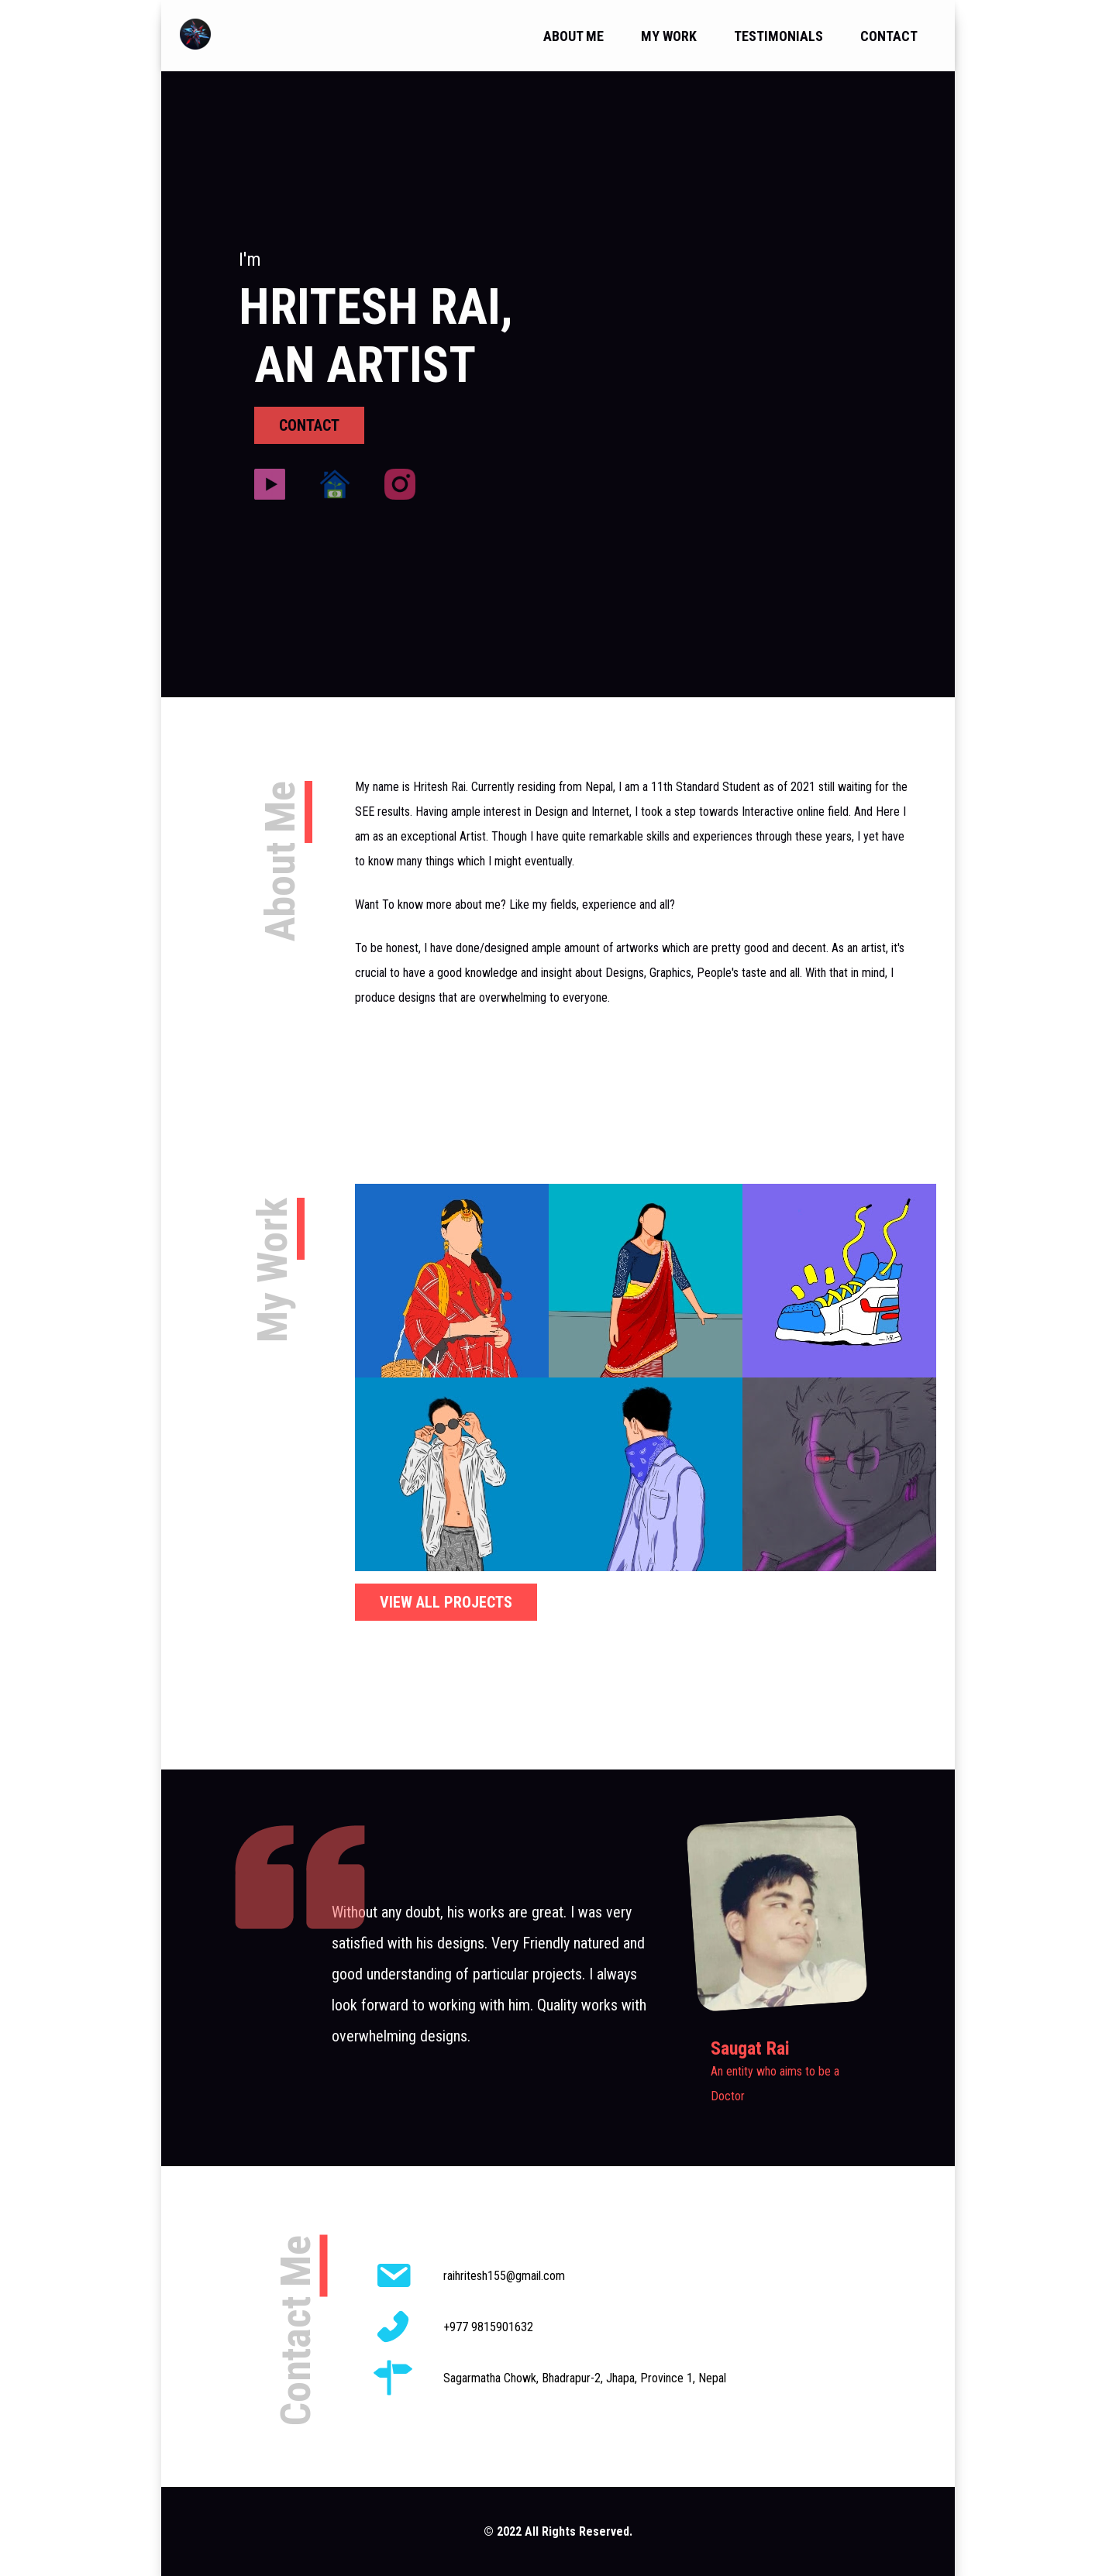 ABOUT ME MY WORK TESTIMONIALS CONTACT
I'm
HRITESH RAI,
AN ARTIST
CONTACT
About Me
My name is Hritesh Rai. Currently residing from Nepal, I am a 11th Standard Student as of 2021 still waiting for the
SEE results. Having ample interest in Design and Internet, I took a step towards Interactive online field. And Here I
am as an exceptional Artist. Though I have quite remarkable skills and experiences through these years, I yet have
to know many things which I might eventually.
Want To know more about me? Like my fields, experience and all?
To be honest, I have done/designed ample amount of artworks which are pretty good and decent. As an artist, it's
crucial to have a good knowledge and insight about Designs, Graphics, People's taste and all. With that in mind, I
produce designs that are overwhelming to everyone.
My Work
VIEW ALL PROJECTS
Without any doubt, his works are great. I was very
satisfied with his designs. Very Friendly natured and
good understanding of particular projects. I always
look forward to working with him. Quality works with
overwhelming designs.
Saugat Rai
An entity who aims to be a
Doctor
Contact Me
raihritesh155@gmail.com
+977 9815901632
Sagarmatha Chowk, Bhadrapur-2, Jhapa, Province 1, Nepal
© 2022 All Rights Reserved.